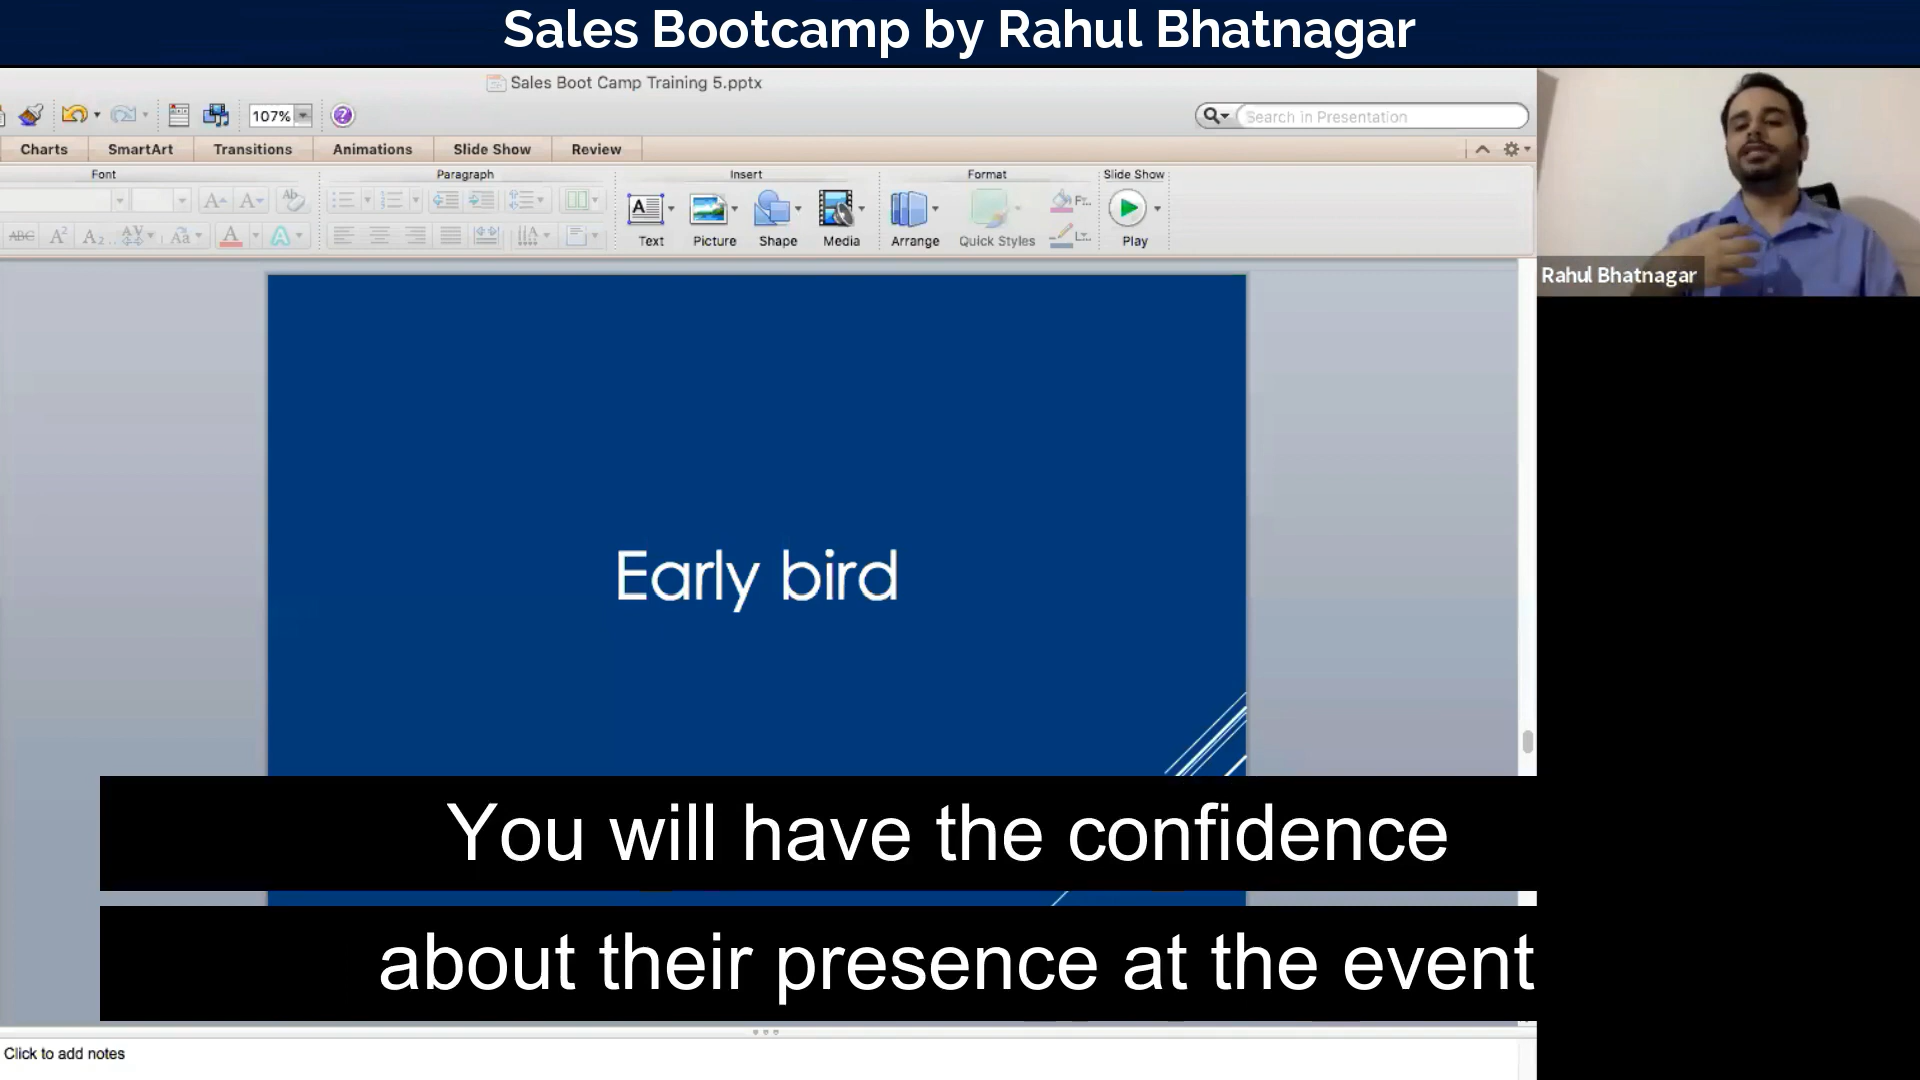 Sales Bootcamp by Rahul Bhatnagar
Sales Boot Camp Training 5.pptx
107%
Search in Presentation
Charts SmartArt Transitions Animations Slide Show Review
Font Paragraph Insert Format Slide Show
Text Picture Shape Media Arrange Quick Styles Play
Rahul Bhatnagar
Early bird
You will have the confidence
about their presence at the event
Click to add notes